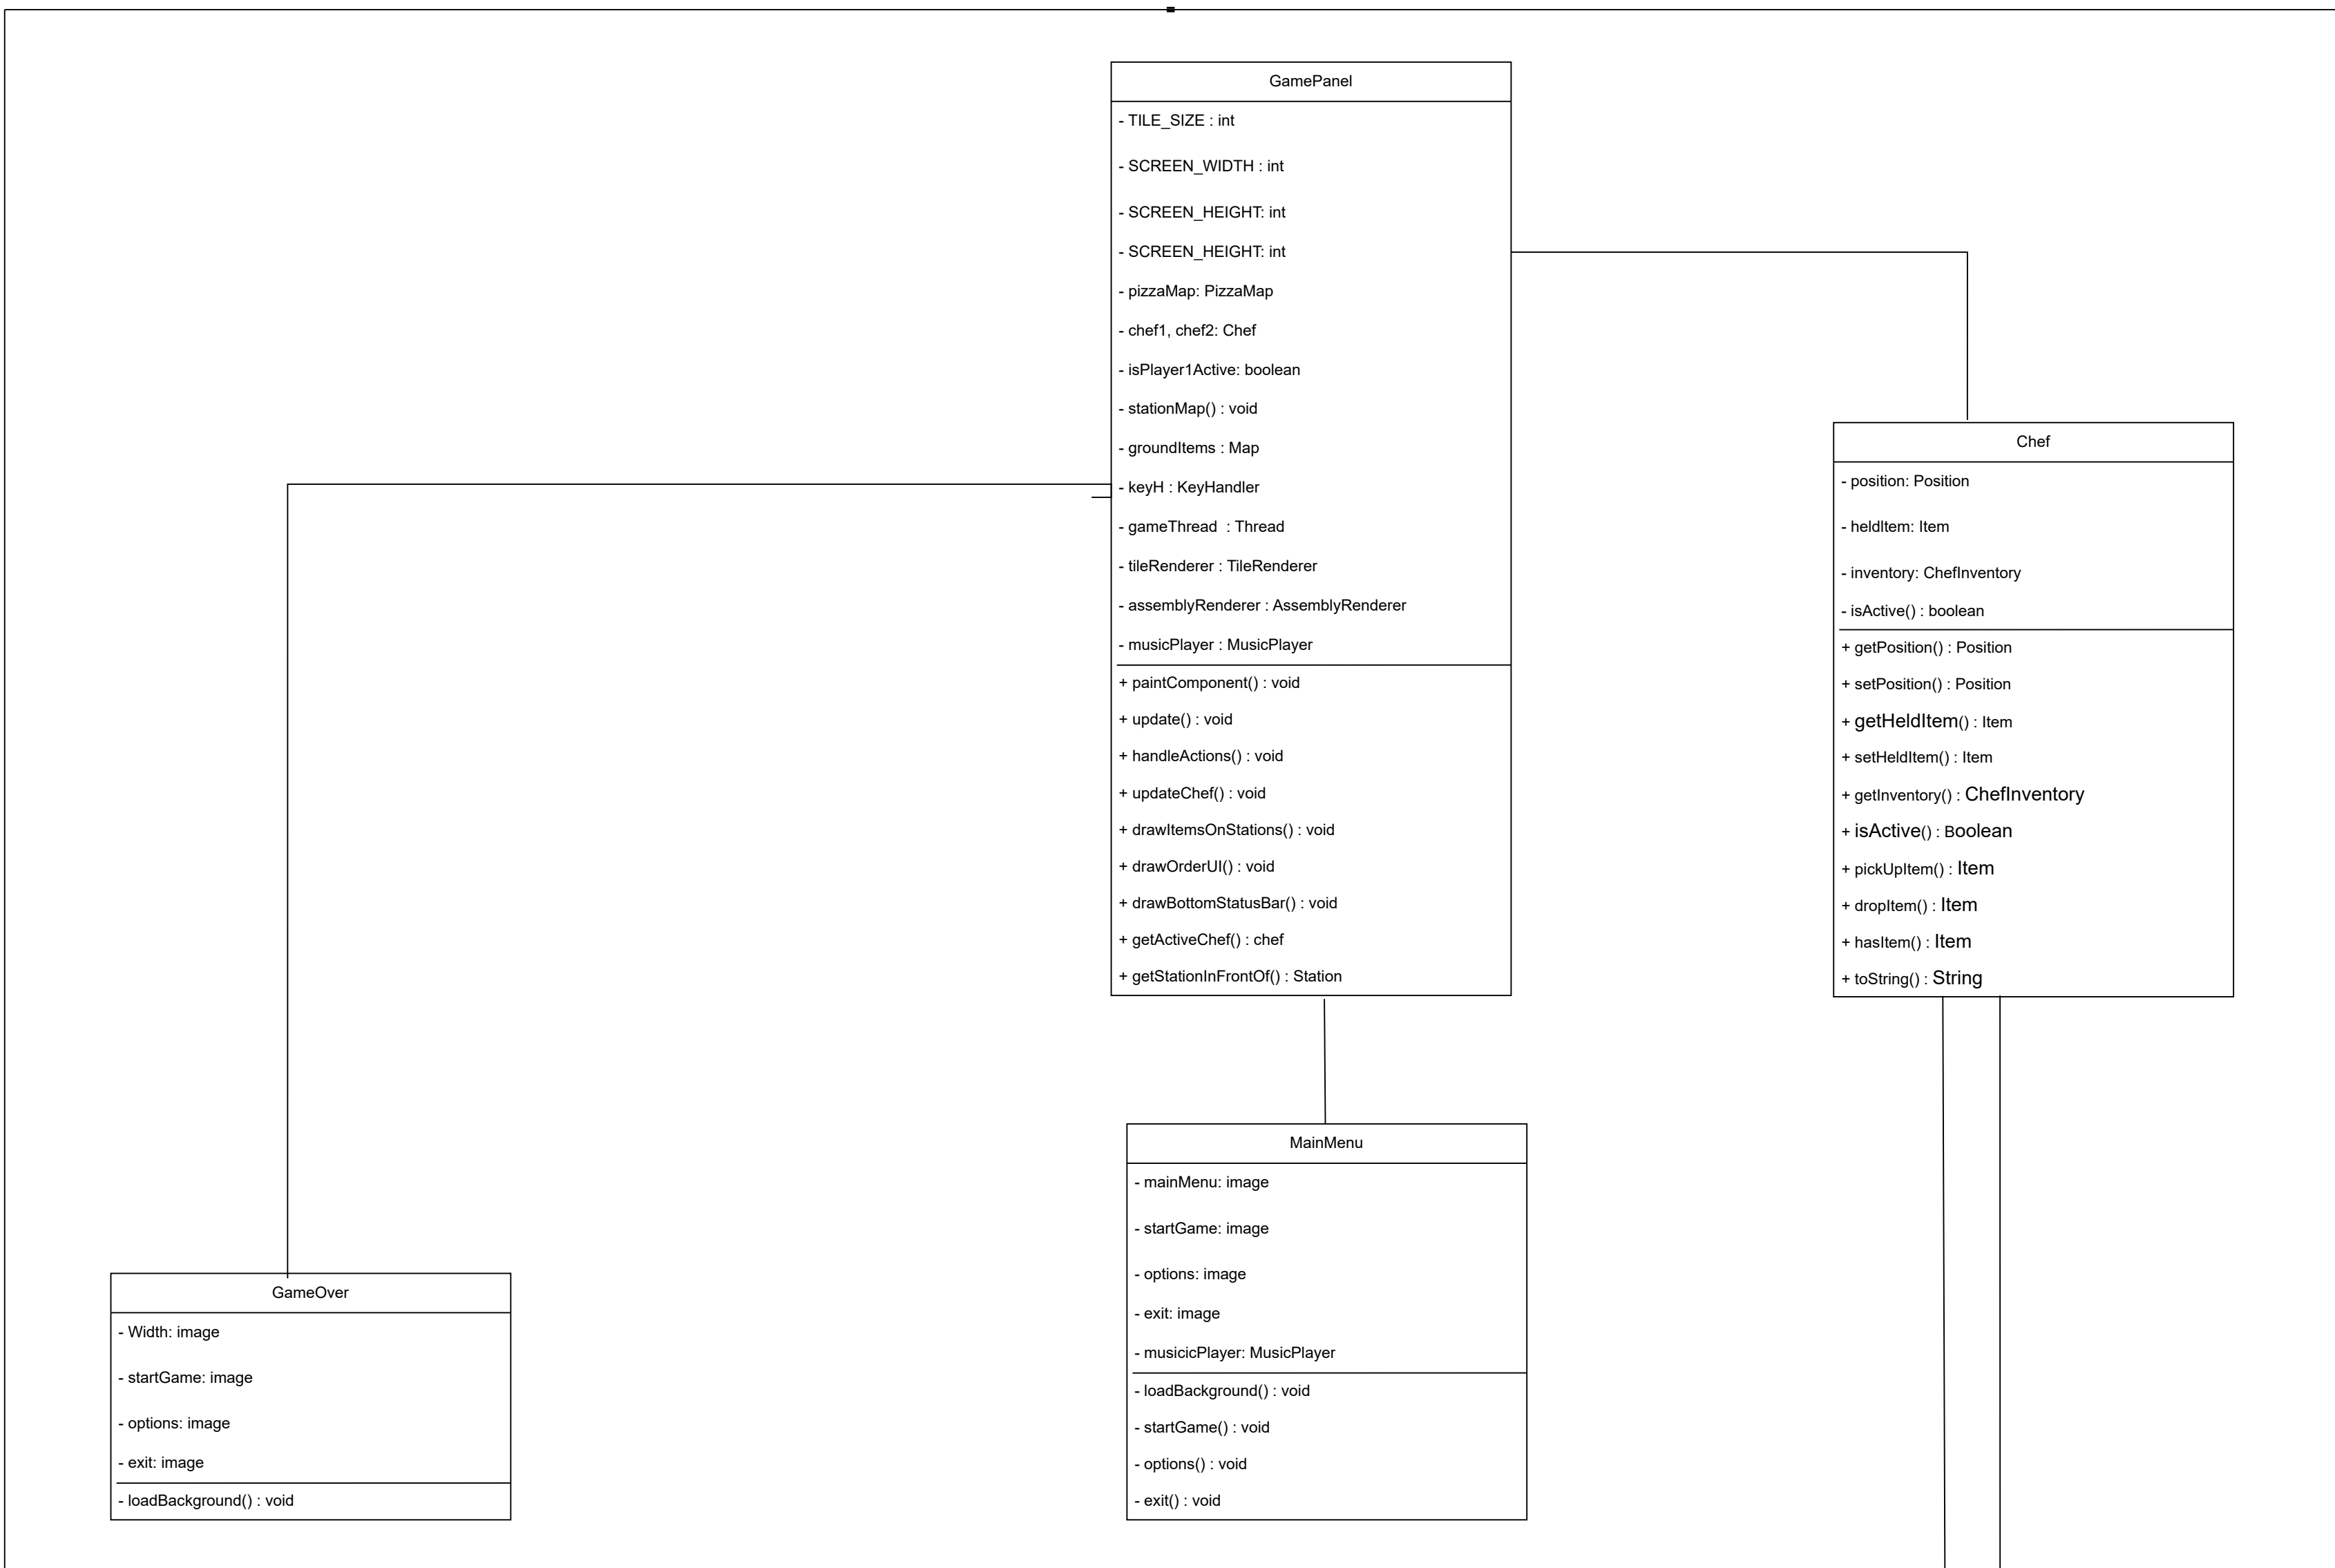 GamePanel
- TILE_SIZE : int
- SCREEN_WIDTH : int
- SCREEN_HEIGHT: int
- SCREEN_HEIGHT: int
- pizzaMap: PizzaMap
- chef1, chef2: Chef
- isPlayer1Active: boolean
- stationMap() : void
- groundItems : Map
- keyH : KeyHandler
- gameThread  : Thread
- tileRenderer : TileRenderer
- assemblyRenderer : AssemblyRenderer
- musicPlayer : MusicPlayer
+ paintComponent() : void
+ update() : void
+ handleActions() : void
+ updateChef() : void
+ drawItemsOnStations() : void
+ drawOrderUI() : void
+ drawBottomStatusBar() : void
+ getActiveChef() : chef
+ getStationInFrontOf() : Station
Chef
- position: Position
- heldItem: Item
- inventory: ChefInventory
- isActive() : boolean
+ getPosition() : Position
+ setPosition() : Position
+ getHeldItem() : Item
+ setHeldItem() : Item
+ getInventory() : ChefInventory
+ isActive() : Boolean
+ pickUpItem() : Item
+ dropItem() : Item
+ hasItem() : Item
+ toString() : String
MainMenu
- mainMenu: image
- startGame: image
- options: image
- exit: image
- musicicPlayer: MusicPlayer
- loadBackground() : void
- startGame() : void
- options() : void
- exit() : void
GameOver
- Width: image
- startGame: image
- options: image
- exit: image
- loadBackground() : void